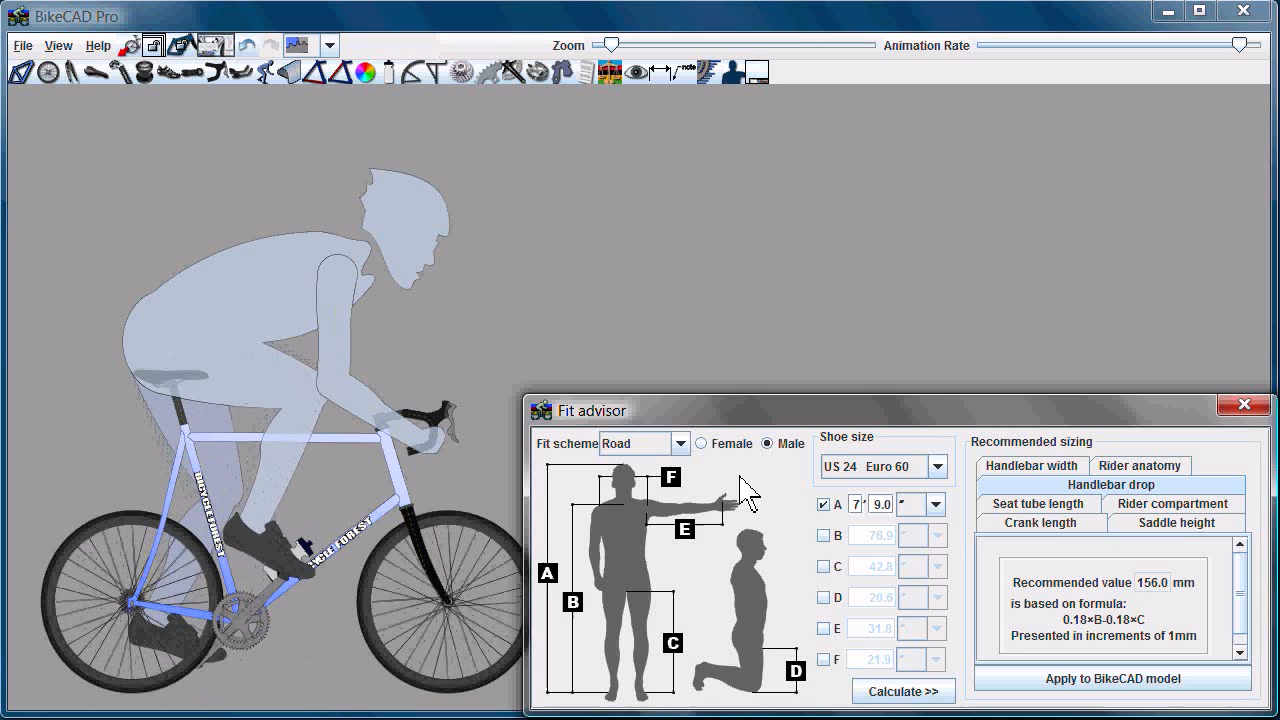 BikeCAD Pro
File View Help
Zoom
Animation Rate
note
BICYCLE FOREST
Fit advisor
Fit scheme Road Female Male
Shoe size
US 24 Euro 60
A 7' 9.0 "
B 76.9 "
C 42.8 "
D 20.6 "
E 31.8 "
F 21.9 "
Calculate >>
F
E
A
B
C
D
Recommended sizing
Handlebar width Rider anatomy
Handlebar drop
Seat tube length Rider compartment
Crank length Saddle height
Recommended value 156.0 mm
is based on formula:
0.18×B-0.18×C
Presented in increments of 1mm
Apply to BikeCAD model